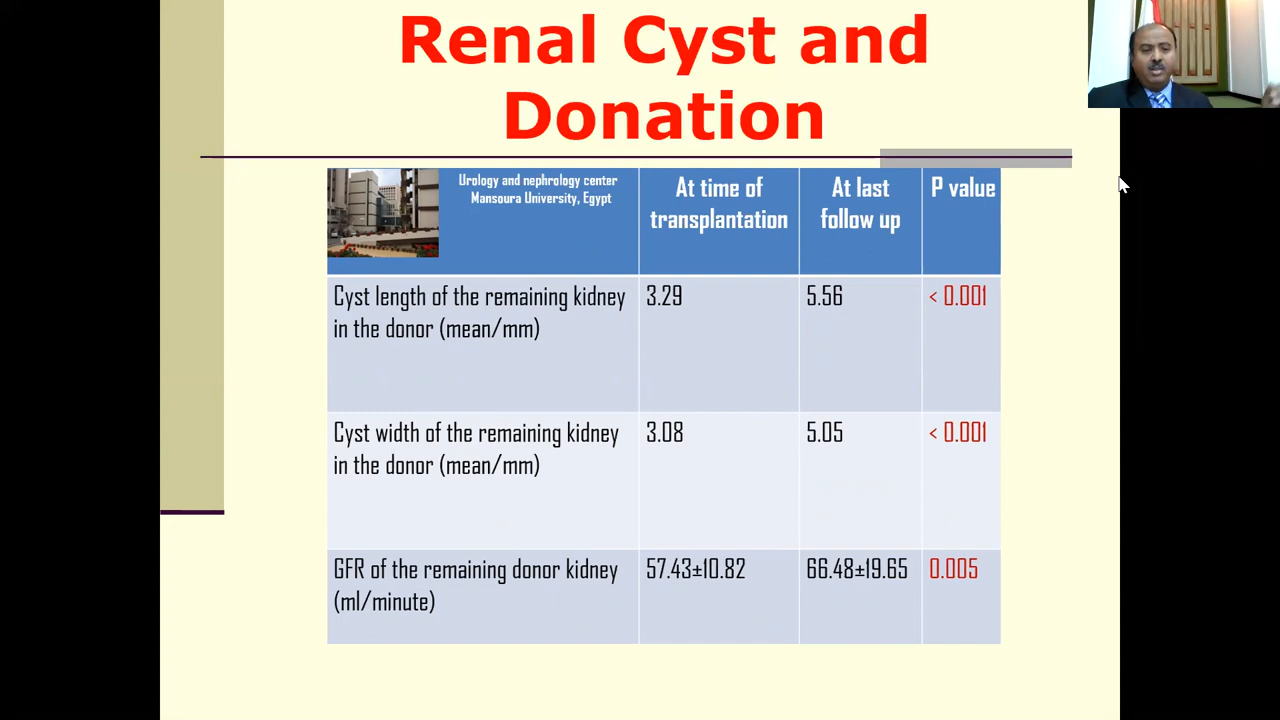 Renal Cyst and
Donation
Urology and nephrology center
Mansoura University, Egypt
At time of
transplantation
At last
follow up
P value
Cyst length of the remaining kidney
in the donor (mean/mm)
3.29
5.56
< 0.001
Cyst width of the remaining kidney
in the donor (mean/mm)
3.08
5.05
< 0.001
GFR of the remaining donor kidney
(ml/minute)
57.43±10.82
66.48±19.65
0.005